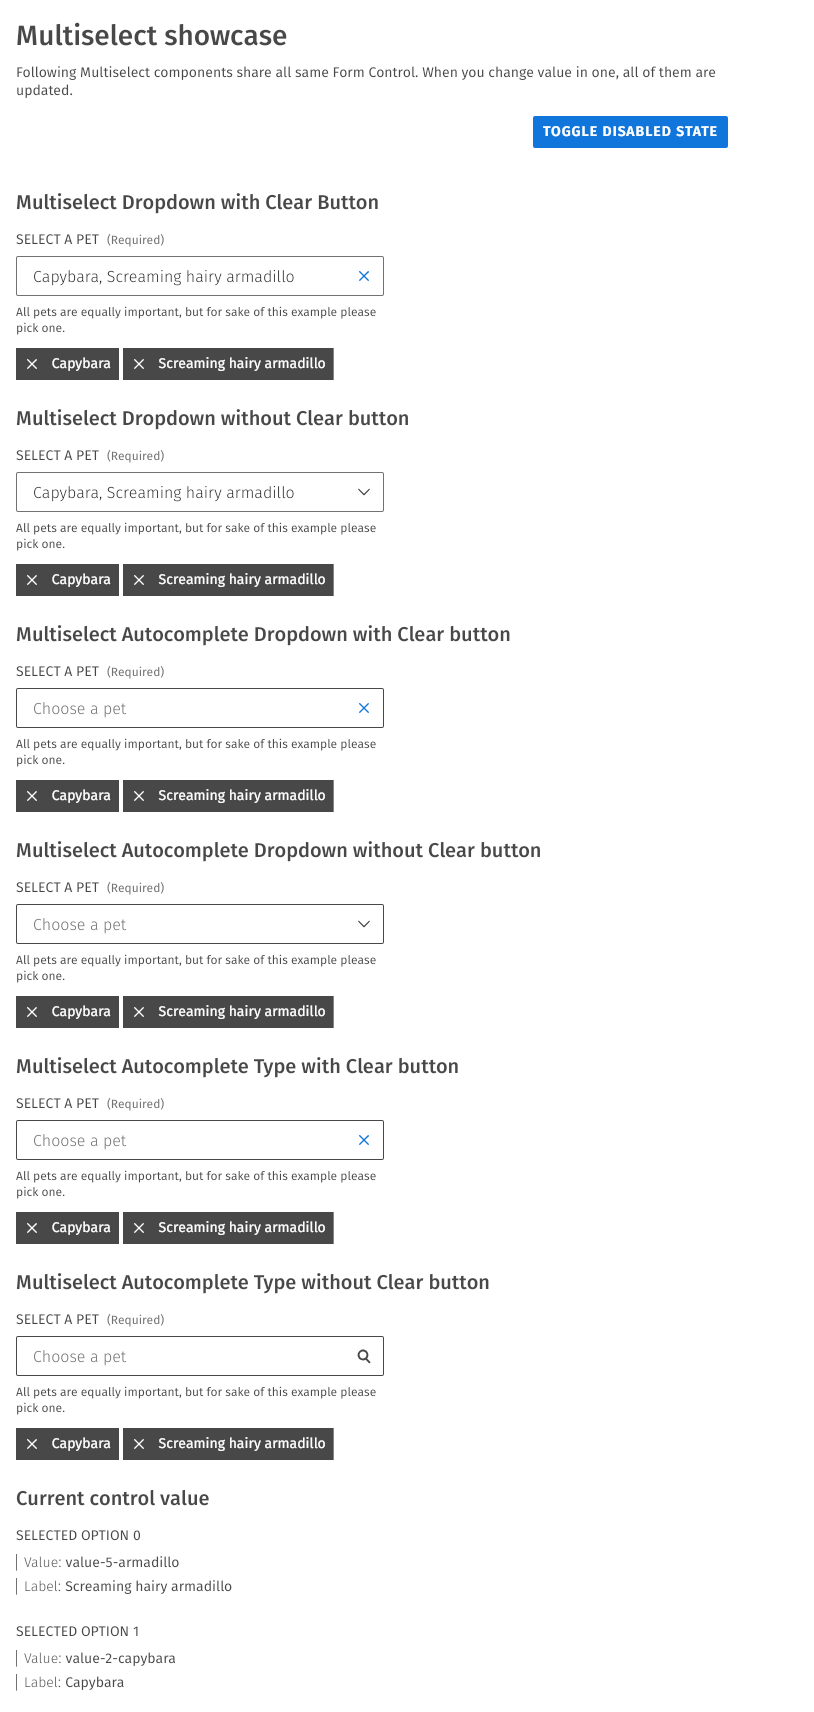 Multiselect showcase
Following Multiselect components share all same Form Control. When you change value in one, all of them are
updated.
TOGGLE DISABLED STATE
Multiselect Dropdown with Clear Button
SELECT A PET (Required)
Capybara, Screaming hairy armadillo
All pets are equally important, but for sake of this example please
pick one.
Capybara Screaming hairy armadillo
Multiselect Dropdown without Clear button
SELECT A PET (Required)
Capybara, Screaming hairy armadillo
All pets are equally important, but for sake of this example please
pick one.
Capybara Screaming hairy armadillo
Multiselect Autocomplete Dropdown with Clear button
SELECT A PET (Required)
Choose a pet
All pets are equally important, but for sake of this example please
pick one.
Capybara Screaming hairy armadillo
Multiselect Autocomplete Dropdown without Clear button
SELECT A PET (Required)
Choose a pet
All pets are equally important, but for sake of this example please
pick one.
Capybara Screaming hairy armadillo
Multiselect Autocomplete Type with Clear button
SELECT A PET (Required)
Choose a pet
All pets are equally important, but for sake of this example please
pick one.
Capybara Screaming hairy armadillo
Multiselect Autocomplete Type without Clear button
SELECT A PET (Required)
Choose a pet
All pets are equally important, but for sake of this example please
pick one.
Capybara Screaming hairy armadillo
Current control value
SELECTED OPTION 0
Value: value-5-armadillo
Label: Screaming hairy armadillo
SELECTED OPTION 1
Value: value-2-capybara
Label: Capybara